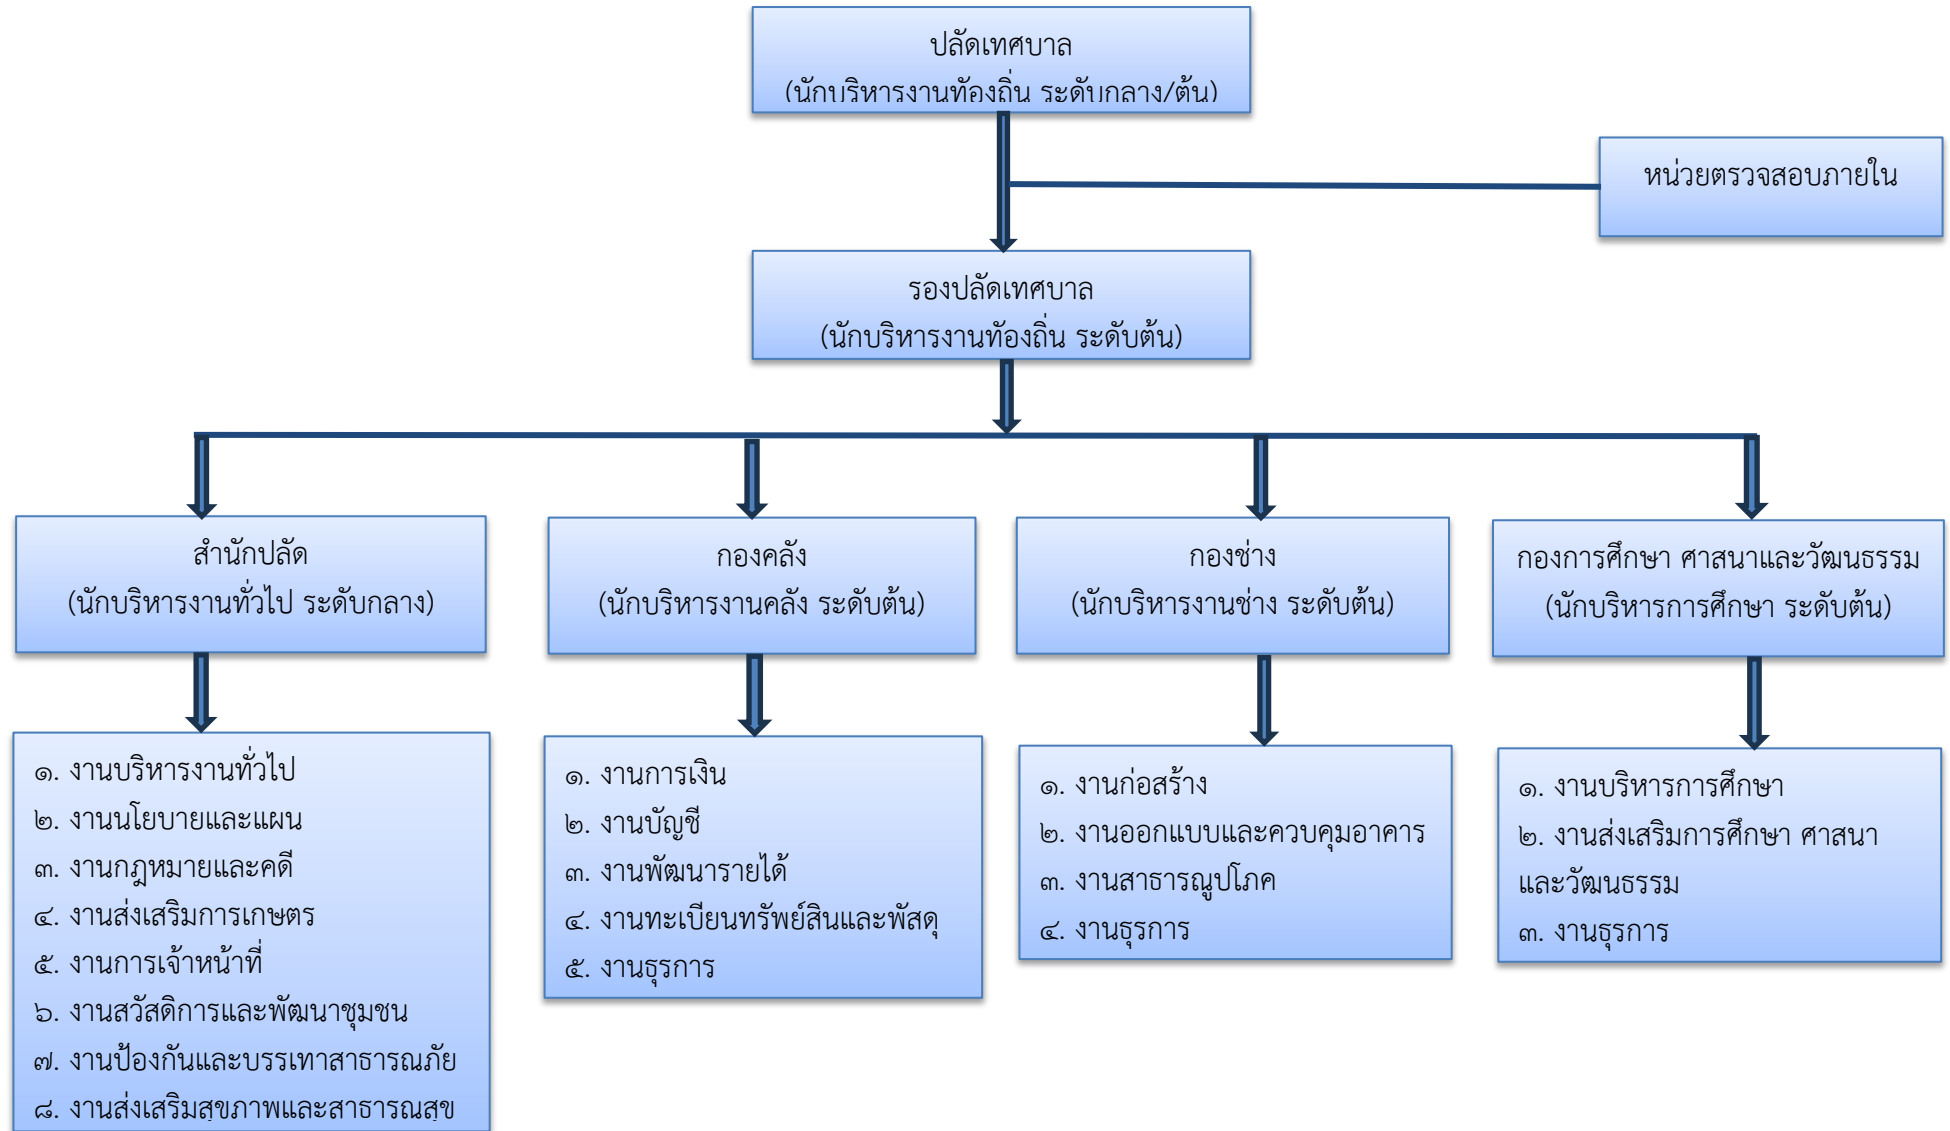 ปลัดเทศบาล
(นักบริหารงานท้องถิ่น ระดับกลาง/ต้น)
หน่วยตรวจสอบภายใน
รองปลัดเทศบาล
(นักบริหารงานท้องถิ่น ระดับต้น)
สำนักปลัด
(นักบริหารงานทั่วไป ระดับกลาง)
กองคลัง
(นักบริหารงานคลัง ระดับต้น)
กองช่าง
(นักบริหารงานช่าง ระดับต้น)
กองการศึกษา ศาสนาและวัฒนธรรม
(นักบริหารการศึกษา ระดับต้น)
๑. งานบริหารงานทั่วไป
๒. งานนโยบายและแผน
๓. งานกฎหมายและคดี
๔. งานส่งเสริมการเกษตร
๕. งานการเจ้าหน้าที่
๖. งานสวัสดิการและพัฒนาชุมชน
๗. งานป้องกันและบรรเทาสาธารณภัย
๘. งานส่งเสริมสุขภาพและสาธารณสุข
๑. งานการเงิน
๒. งานบัญชี
๓. งานพัฒนารายได้
๔. งานทะเบียนทรัพย์สินและพัสดุ
๕. งานธุรการ
๑. งานก่อสร้าง
๒. งานออกแบบและควบคุมอาคาร
๓. งานสาธารณูปโภค
๔. งานธุรการ
๑. งานบริหารการศึกษา
๒. งานส่งเสริมการศึกษา ศาสนา
และวัฒนธรรม
๓. งานธุรการ